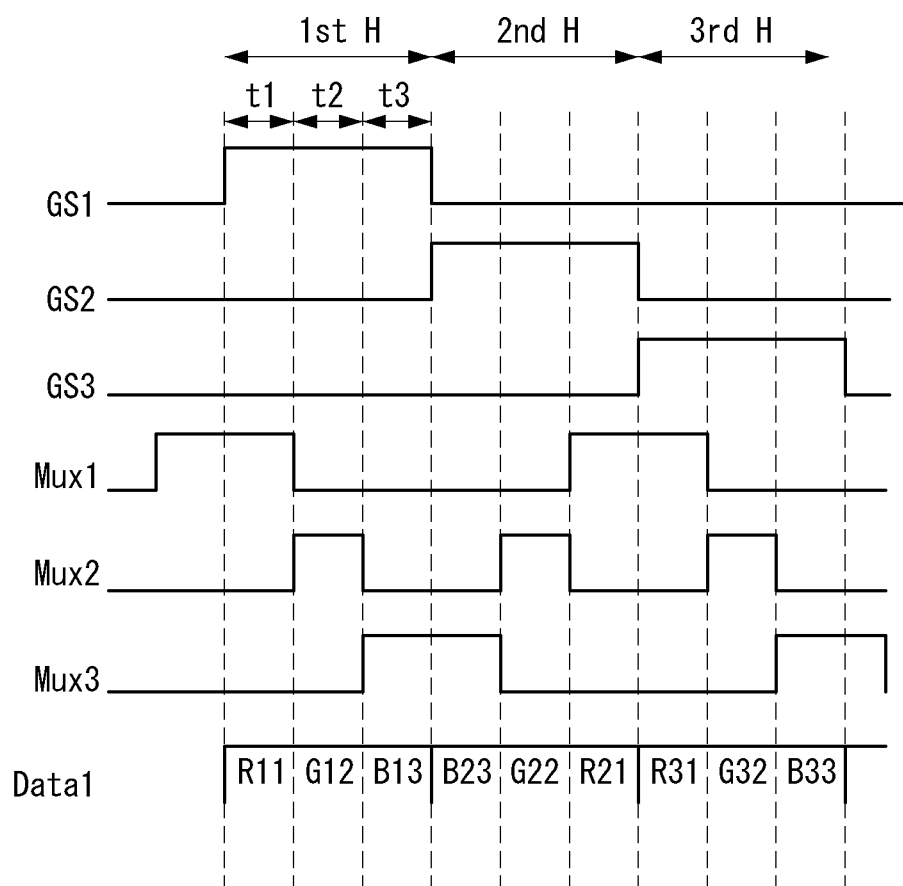 1st H 2nd H 3rd H
t1 t2 t3
GS1
GS2
GS3
Mux1
Mux2
Mux3
Data1 R11 G12 B13 B23 G22 R21 R31 G32 B33